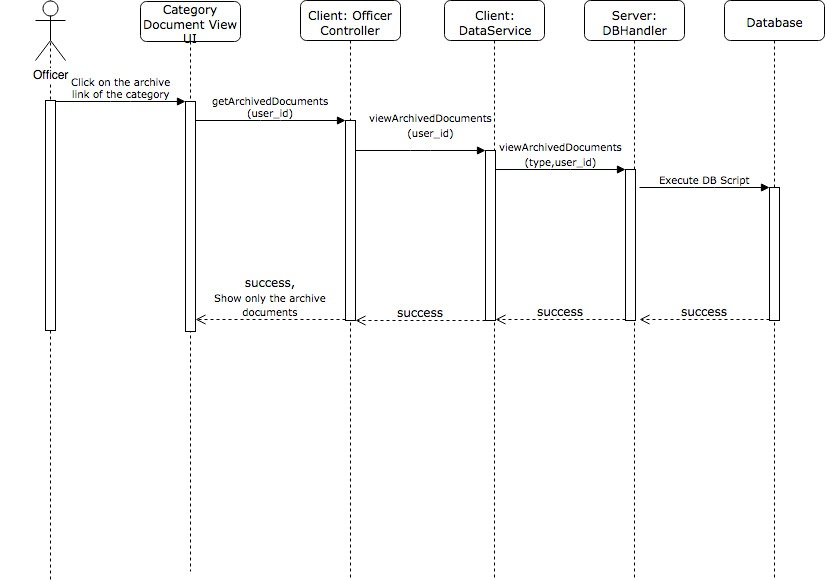 Category
Document View
UI
Client: Officer
Controller
Client:
DataService
Server:
DBHandler
Database
Officer
Click on the archive
link of the category
getArchivedDocuments
(user_id)
viewArchivedDocuments
(user_id)
viewArchivedDocuments
(type,user_id)
Execute DB Script
success,
Show only the archive
documents
success
success
success